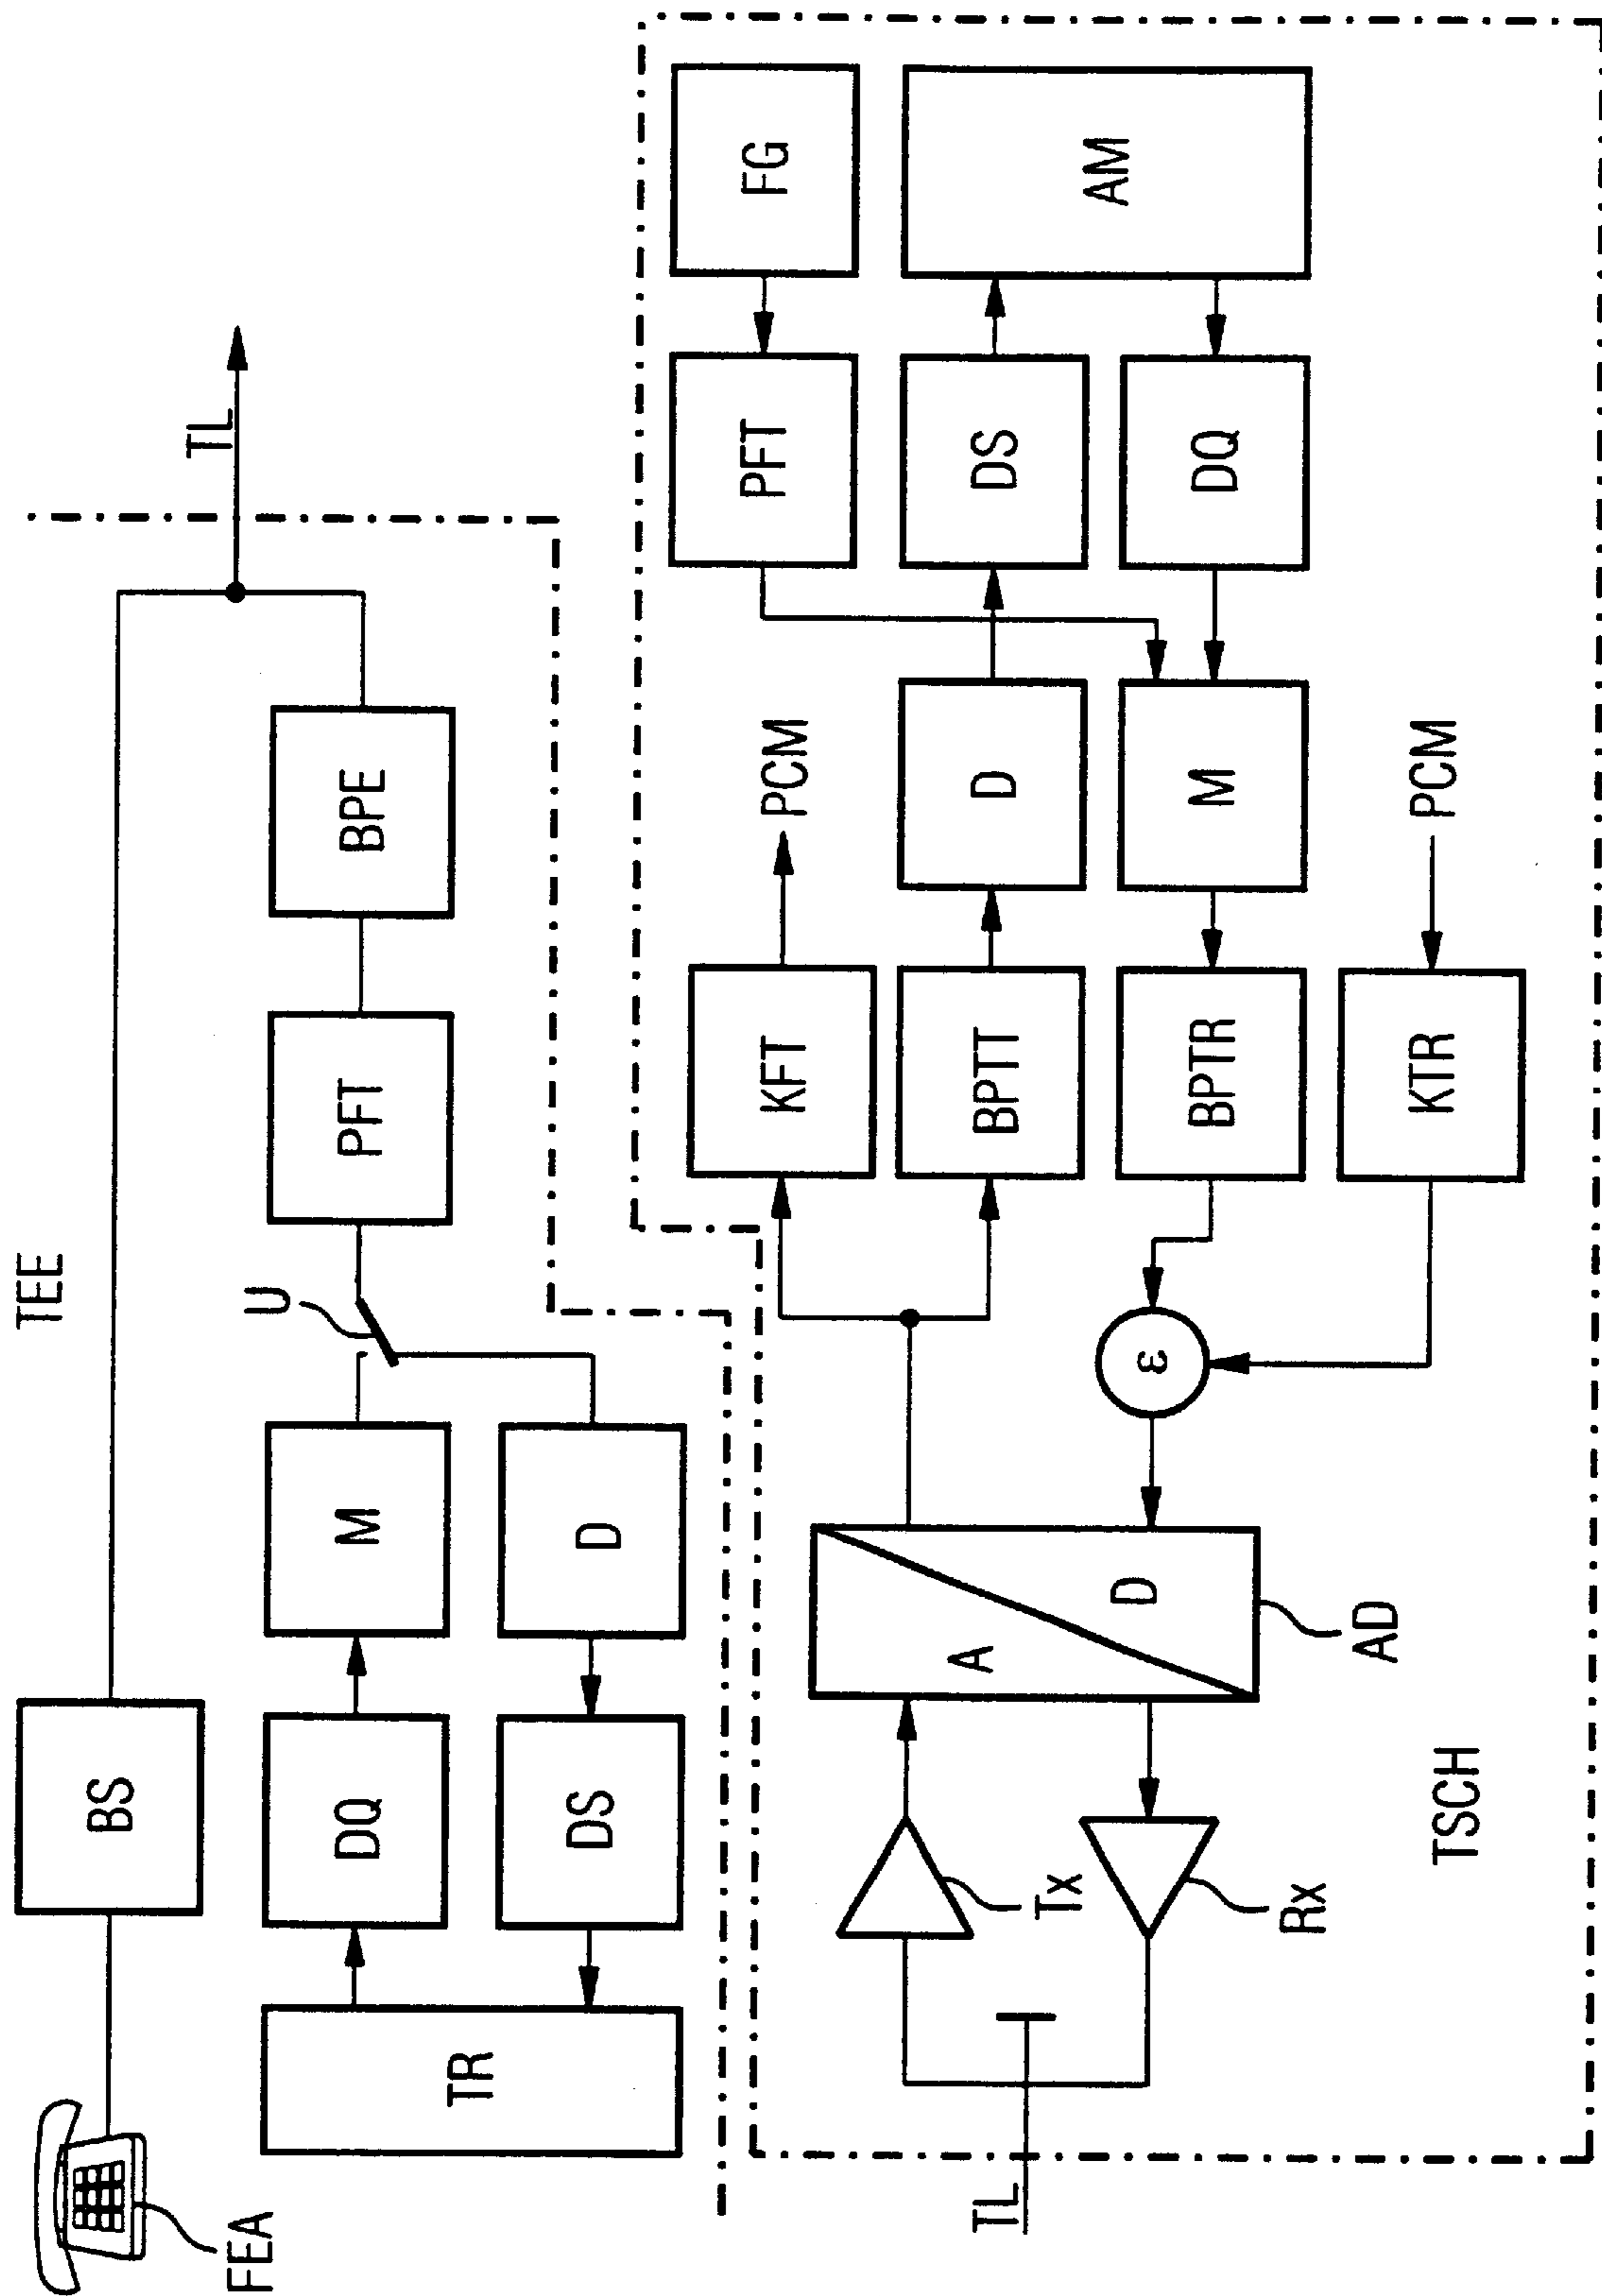 TEE
FEA
BS
TL
TR
DQ
M
U
PFT
BPE
DS
D
TL
Tx
Rx
A
D
AD
ε
KFT
PCM
BPTT
D
DS
AM
PFT
FG
BPTR
M
DQ
KTR
PCM
TSCH